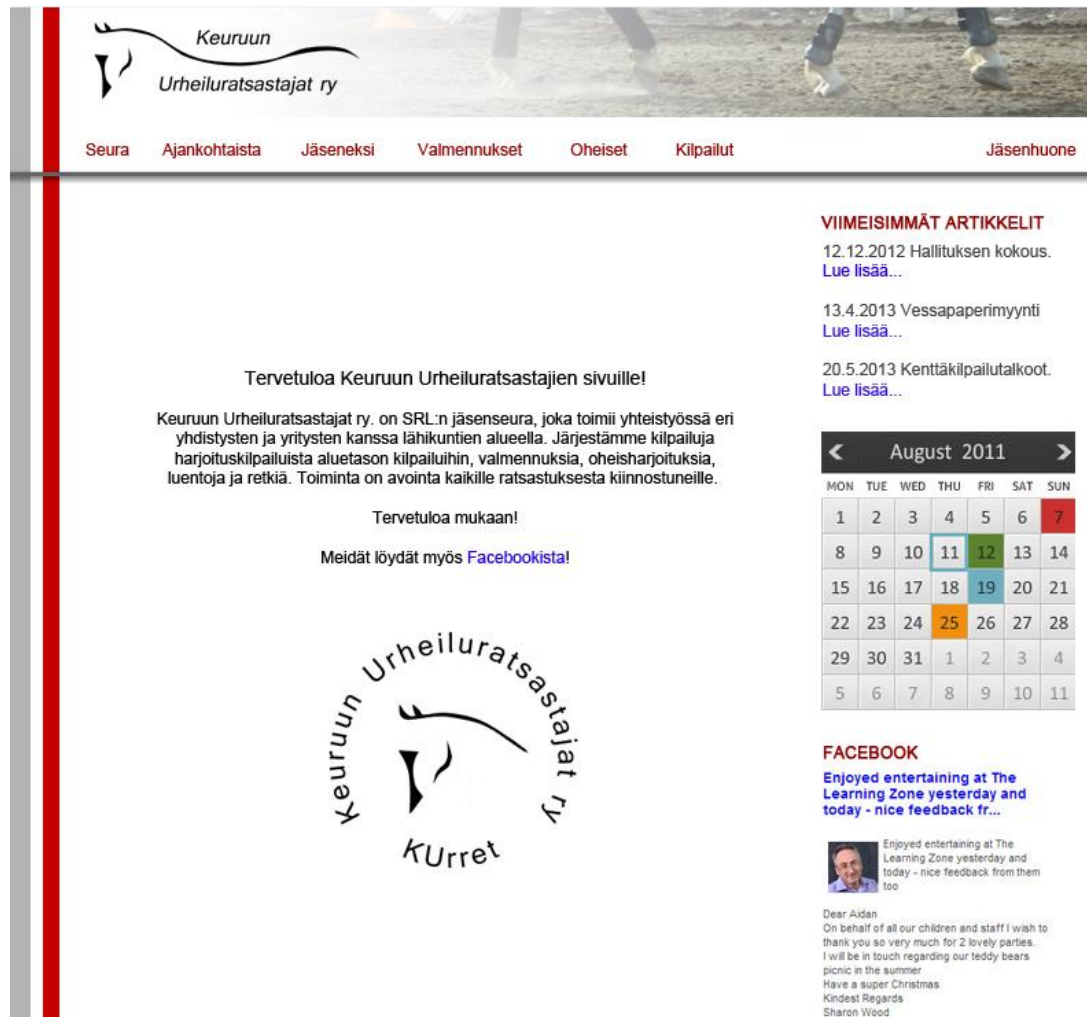 Keuruun
Urheiluratsastajat ry
Seura Ajankohtaista Jäseneksi Valmennukset Oheiset Kilpailut Jäsenhuone
Tervetuloa Keuruun Urheiluratsastajien sivuille!
Keuruun Urheiluratsastajat ry. on SRL:n jäsenseura, joka toimii yhteistyössä eri
yhdistysten ja yritysten kanssa lähikuntien alueella. Järjestämme kilpailuja
harjoituskilpailuista aluetason kilpailuihin, valmennuksia, oheisharjoituksia,
luentoja ja retkiä. Toiminta on avointa kaikille ratsastuksesta kiinnostuneille.
Tervetuloa mukaan!
Meidät löydät myös Facebookista!
Keuruun Urheiluratsastajat ry
KUrret
VIIMEISIMMÄT ARTIKKELIT
12.12.2012 Hallituksen kokous.
Lue lisää...
13.4.2013 Vessapaperimyynti
Lue lisää...
20.5.2013 Kenttäkilpailutalkoot.
Lue lisää...
August 2011
MON TUE WED THU FRI SAT SUN
1 2 3 4 5 6 7
8 9 10 11 12 13 14
15 16 17 18 19 20 21
22 23 24 25 26 27 28
29 30 31 1 2 3 4
5 6 7 8 9 10 11
FACEBOOK
Enjoyed entertaining at The
Learning Zone yesterday and
today - nice feedback fr...
Enjoyed entertaining at The
Learning Zone yesterday and
today - nice feedback from them
too
Dear Aidan
On behalf of all our children and staff I wish to
thank you so very much for 2 lovely parties.
I will be in touch regarding our teddy bears
picnic in the summer
Have a super Christmas
Kindest Regards
Sharon Wood